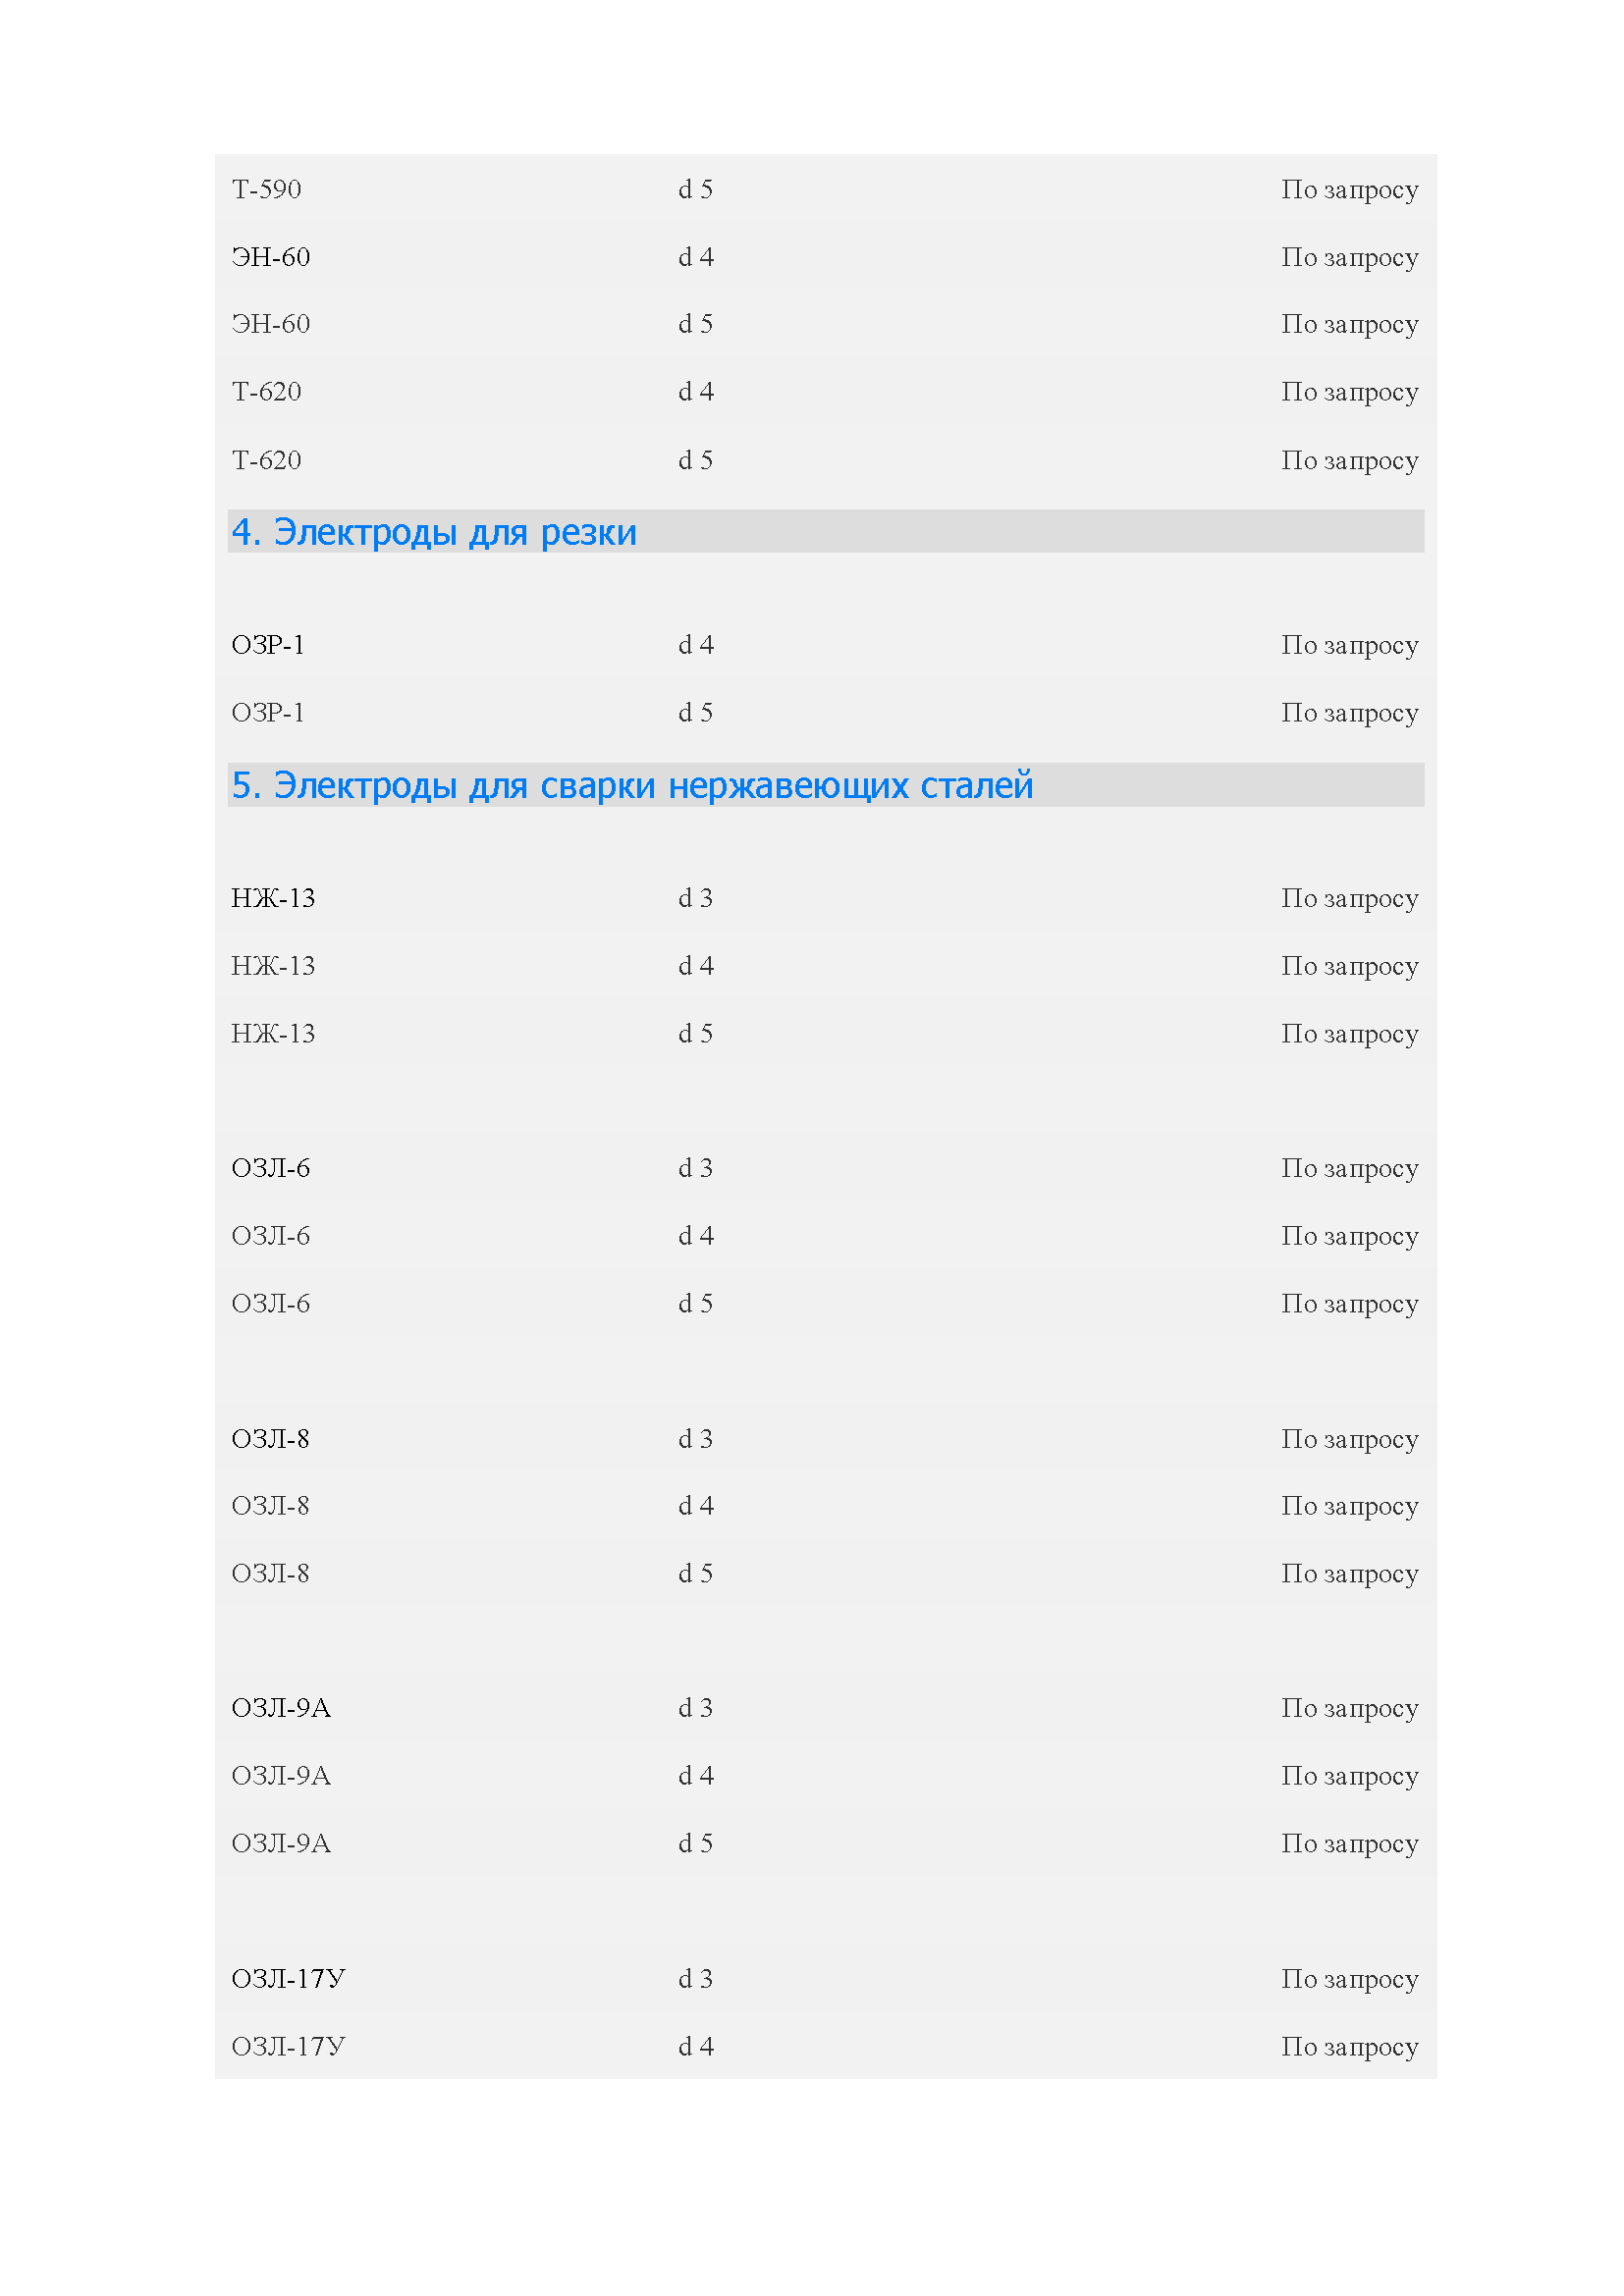 Т-590 d 5 По запросу
ЭН-60 d 4 По запросу
ЭН-60 d 5 По запросу
Т-620 d 4 По запросу
Т-620 d 5 По запросу
4. Электроды для резки
ОЗР-1 d 4 По запросу
ОЗР-1 d 5 По запросу
5. Электроды для сварки нержавеющих сталей
НЖ-13 d 3 По запросу
НЖ-13 d 4 По запросу
НЖ-13 d 5 По запросу
ОЗЛ-6 d 3 По запросу
ОЗЛ-6 d 4 По запросу
ОЗЛ-6 d 5 По запросу
ОЗЛ-8 d 3 По запросу
ОЗЛ-8 d 4 По запросу
ОЗЛ-8 d 5 По запросу
ОЗЛ-9А d 3 По запросу
ОЗЛ-9А d 4 По запросу
ОЗЛ-9А d 5 По запросу
ОЗЛ-17У d 3 По запросу
ОЗЛ-17У d 4 По запросу